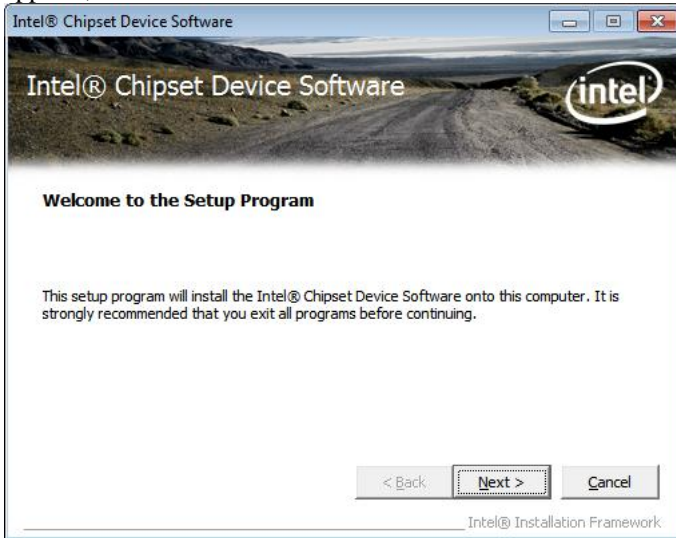 Intel® Chipset Device Software
Intel® Chipset Device Software
intel
Welcome to the Setup Program
This setup program will install the Intel® Chipset Device Software onto this computer. It is
strongly recommended that you exit all programs before continuing.
< Back Next > Cancel
Intel® Installation Framework